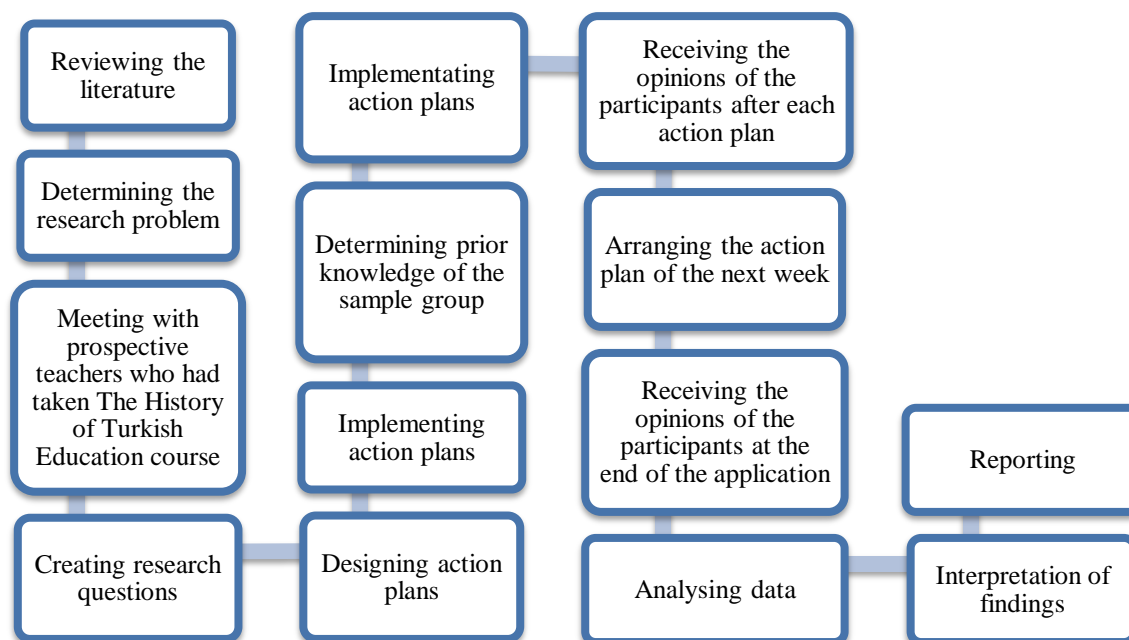 Reviewing the
literature
Determining the
research problem
Meeting with
prospective
teachers who had
taken The History
of Turkish
Education course
Creating research
questions
Designing action
plans
Implementing
action plans
Determining prior
knowledge of the
sample group
Implementating
action plans
Receiving the
opinions of the
participants after each
action plan
Arranging the action
plan of the next week
Receiving the
opinions of the
participants at the
end of the application
Analysing data
Interpretation of
findings
Reporting